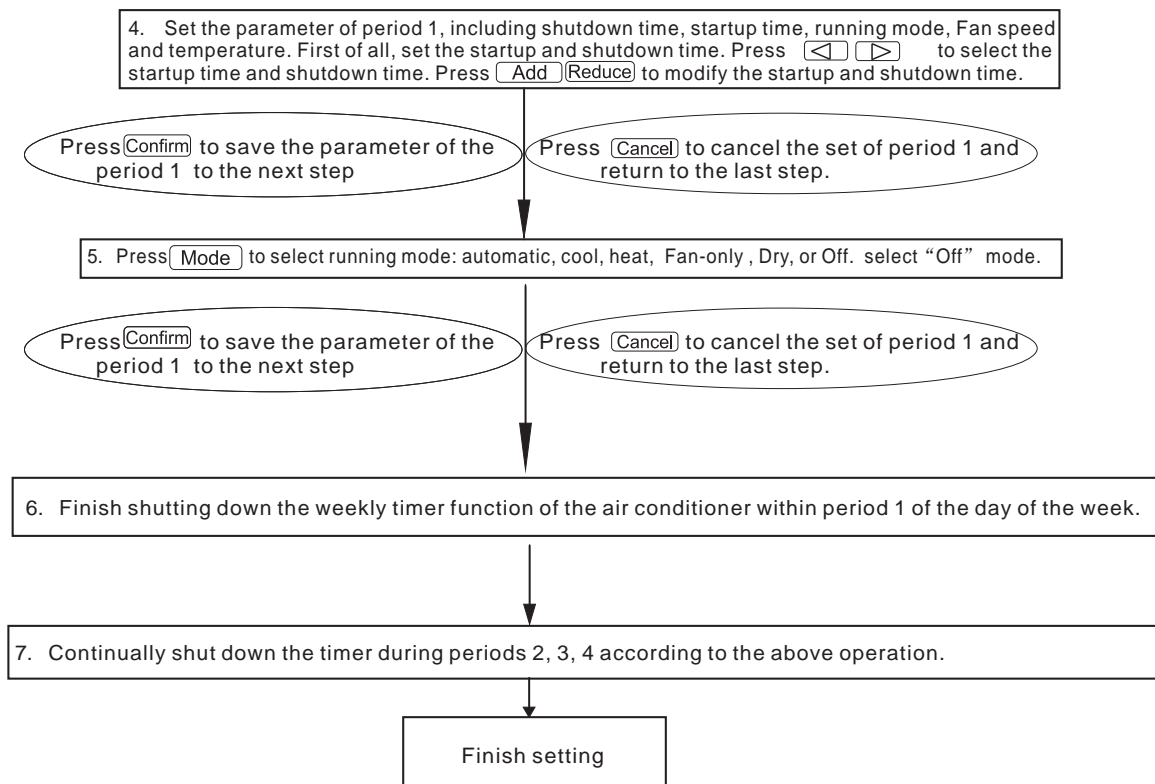 4. Set the parameter of period 1, including shutdown time, startup time, running mode, Fan speed
and temperature. First of all, set the startup and shutdown time. Press to select the
startup time and shutdown time. Press Add Reduce to modify the startup and shutdown time.
Press Confirm to save the parameter of the
period 1 to the next step
Press Cancel to cancel the set of period 1 and
return to the last step.
5. Press Mode to select running mode: automatic, cool, heat, Fan-only , Dry, or Off. select “Off” mode.
Press Confirm to save the parameter of the
period 1 to the next step
Press Cancel to cancel the set of period 1 and
return to the last step.
6. Finish shutting down the weekly timer function of the air conditioner within period 1 of the day of the week.
7. Continually shut down the timer during periods 2, 3, 4 according to the above operation.
Finish setting